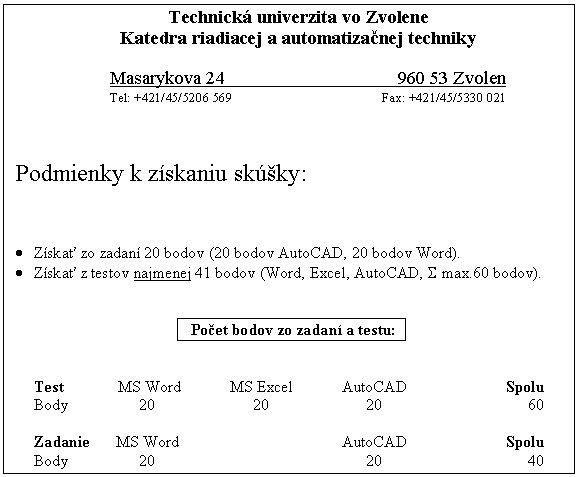 Technická univerzita vo Zvolene
Katedra riadiacej a automatizačnej techniky
Masarykova 24 960 53 Zvolen
Tel: +421/45/5206 569 Fax: +421/45/5330 021
Podmienky k získaniu skúšky:
• Získať zo zadaní 20 bodov (20 bodov AutoCAD, 20 bodov Word).
• Získať z testov najmenej 41 bodov (Word, Excel, AutoCAD, Σ max.60 bodov).
Počet bodov zo zadaní a testu:
Test MS Word MS Excel AutoCAD Spolu
Body 20 20 20 60
Zadanie MS Word AutoCAD Spolu
Body 20 20 40